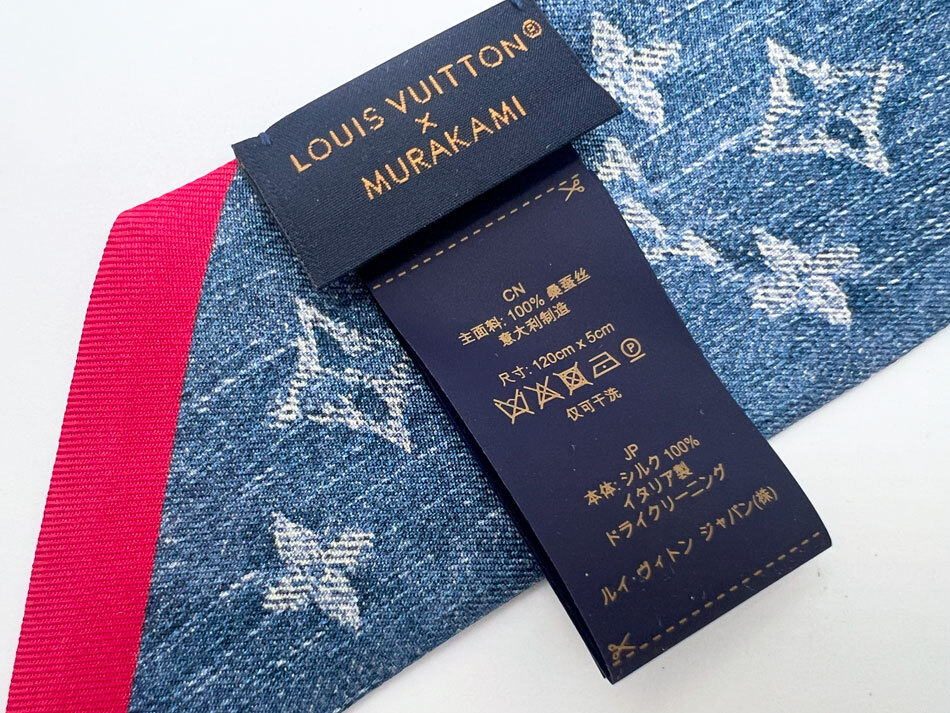 LOUIS VUITTON®
×
MURAKAMI
CN
主面料: 100% 桑蚕丝
意大利制造
尺寸: 120cm x 5cm
P
仅可干洗
JP
本体: シルク 100%
イタリア製
ドライクリーニング
ルイ・ヴィトン ジャパン(株)